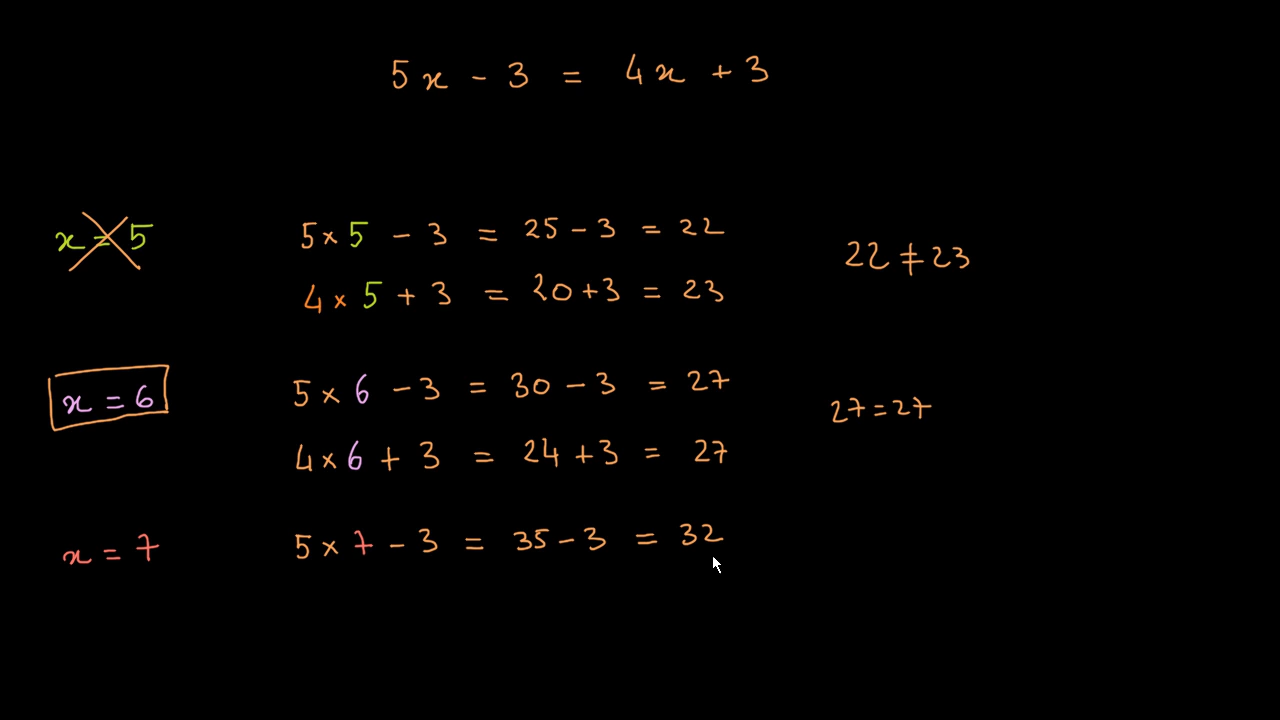 5x - 3 = 4x + 3
x = 5
5 × 5 - 3 = 25 - 3 = 22
4 × 5 + 3 = 20 + 3 = 23
22 ≠ 23
x = 6
5 × 6 - 3 = 30 - 3 = 27
4 × 6 + 3 = 24 + 3 = 27
27 = 27
x = 7
5 × 7 - 3 = 35 - 3 = 32